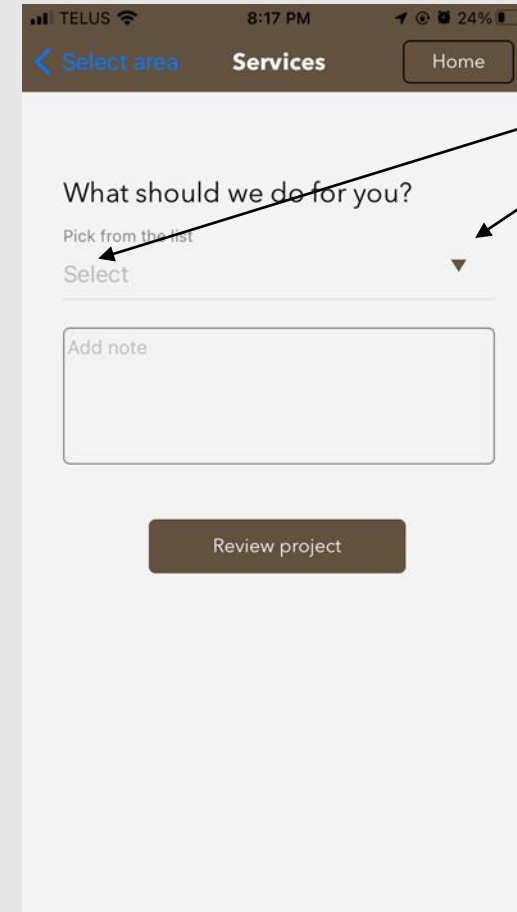 TELUS 8:17 PM 24%
Select area Services Home
What should we do for you?
Pick from the list
Select
Add note
Review project